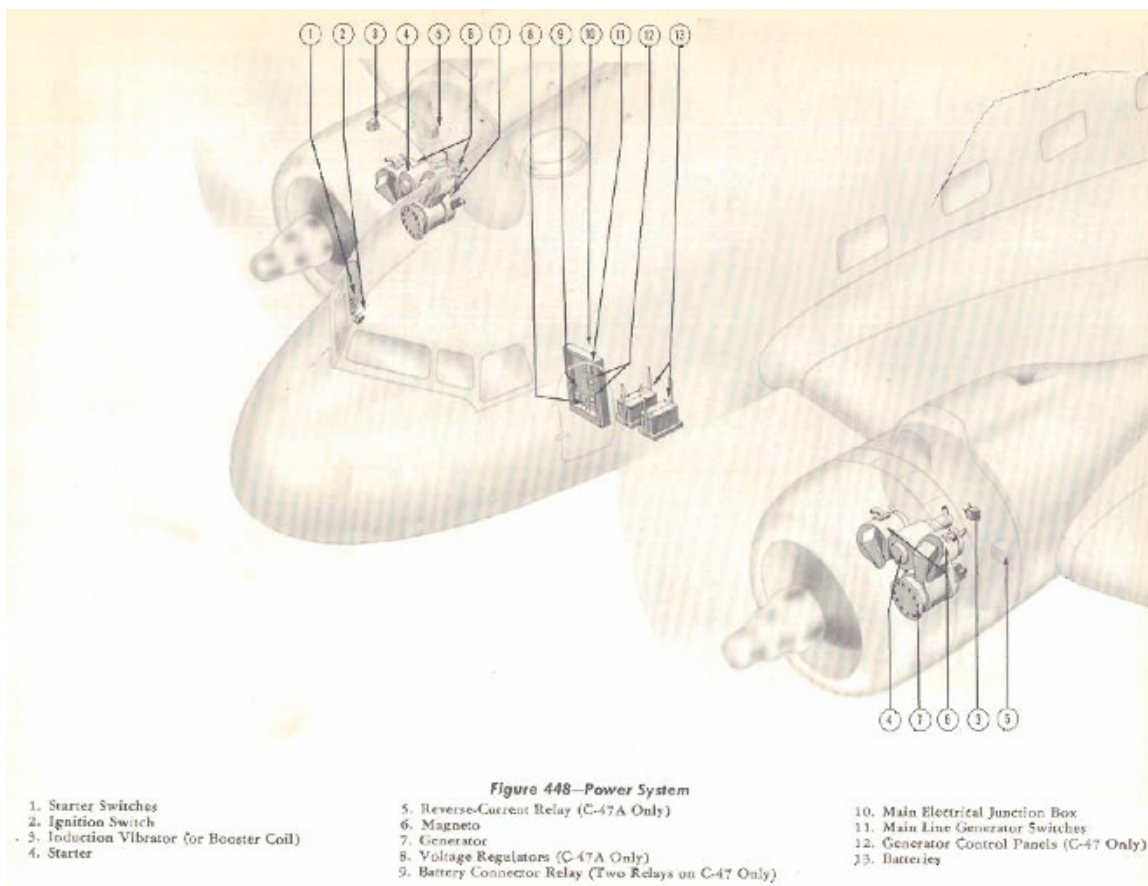 1 2 3 4 5 6 7 8 9 10 11 12 13
4 7 6 3 5
Figure 448—Power System
1. Starter Switches
2. Ignition Switch
3. Induction Vibrator (or Booster Coil)
4. Starter
5. Reverse-Current Relay (C-47A Only)
6. Magneto
7. Generator
8. Voltage Regulators (C-47A Only)
9. Battery Connector Relay (Two Relays on C-47 Only)
10. Main Electrical Junction Box
11. Main Line Generator Switches
12. Generator Control Panels (C-47 Only)
13. Batteries